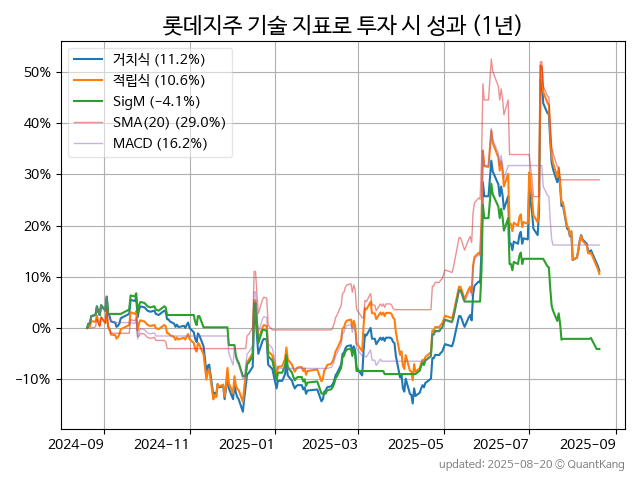 롯데지주 기술 지표로 투자 시 성과 (1년)
거치식 (11.2%)
적립식 (10.6%)
SigM (-4.1%)
SMA(20) (29.0%)
MACD (16.2%)
50%
40%
30%
20%
10%
0%
-10%
2024-09 2024-11 2025-01 2025-03 2025-05 2025-07 2025-09
updated: 2025-08-20 © QuantKang